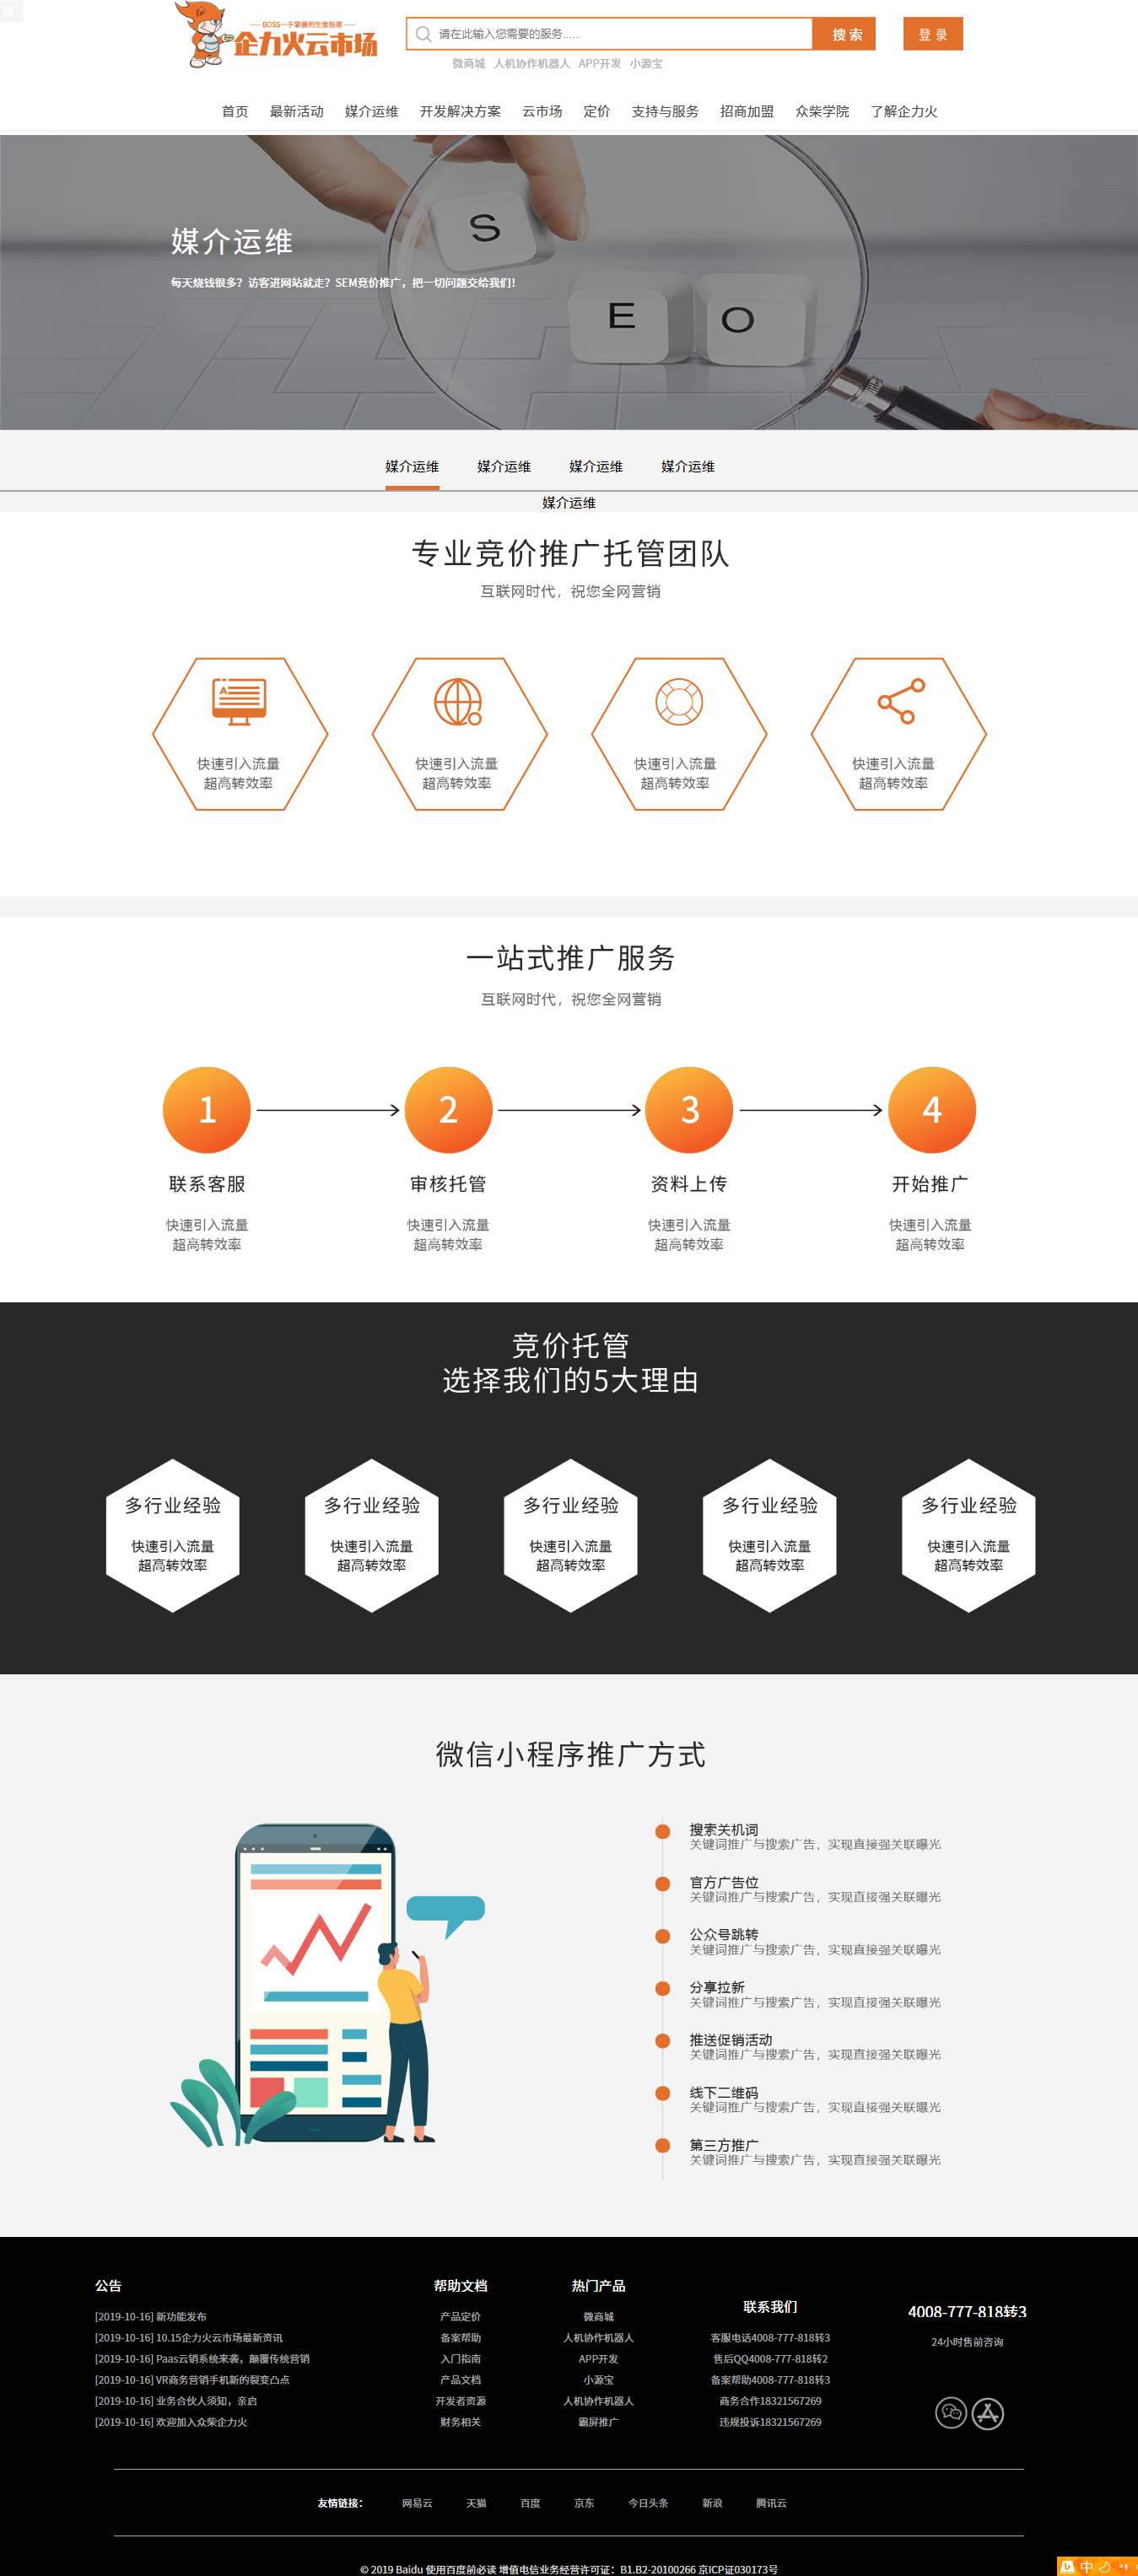 BOSS一手掌握的生意指南
企力火云市场
请在此输入您需要的服务......
搜 索
登 录
微商城 人机协作机器人 APP开发 小源宝
首页 最新活动 媒介运维 开发解决方案 云市场 定价 支持与服务 招商加盟 众柴学院 了解企力火
媒介运维
每天烧钱很多？访客进网站就走？SEM竞价推广，把一切问题交给我们！
S
E O
媒介运维 媒介运维 媒介运维 媒介运维
媒介运维
专业竞价推广托管团队
互联网时代，祝您全网营销
A
快速引入流量 快速引入流量 快速引入流量 快速引入流量
超高转效率 超高转效率 超高转效率 超高转效率
一站式推广服务
互联网时代，祝您全网营销
1 2 3 4
联系客服 审核托管 资料上传 开始推广
快速引入流量 快速引入流量 快速引入流量 快速引入流量
超高转效率 超高转效率 超高转效率 超高转效率
竞价托管
选择我们的5大理由
多行业经验 多行业经验 多行业经验 多行业经验 多行业经验
快速引入流量 快速引入流量 快速引入流量 快速引入流量 快速引入流量
超高转效率 超高转效率 超高转效率 超高转效率 超高转效率
微信小程序推广方式
搜索关机词
关键词推广与搜索广告，实现直接强关联曝光
官方广告位
关键词推广与搜索广告，实现直接强关联曝光
公众号跳转
关键词推广与搜索广告，实现直接强关联曝光
分享拉新
关键词推广与搜索广告，实现直接强关联曝光
推送促销活动
关键词推广与搜索广告，实现直接强关联曝光
线下二维码
关键词推广与搜索广告，实现直接强关联曝光
第三方推广
关键词推广与搜索广告，实现直接强关联曝光
公告
[2019-10-16] 新功能发布
[2019-10-16] 10.15企力火云市场最新资讯
[2019-10-16] Paas云销系统来袭，颠覆传统营销
[2019-10-16] VR商务营销手机新的裂变凸点
[2019-10-16] 业务合伙人须知，亲启
[2019-10-16] 欢迎加入众柴企力火
帮助文档
产品定价
备案帮助
入门指南
产品文档
开发者资源
财务相关
热门产品
微商城
人机协作机器人
APP开发
小源宝
人机协作机器人
霸屏推广
联系我们
客服电话4008-777-818转3
售后QQ4008-777-818转2
备案帮助4008-777-818转3
商务合作18321567269
违规投诉18321567269
4008-777-818转3
24小时售前咨询
友情链接： 网易云 天猫 百度 京东 今日头条 新浪 腾讯云
© 2019 Baidu 使用百度前必读 增值电信业务经营许可证：B1.B2-20100266 京ICP证030173号
中